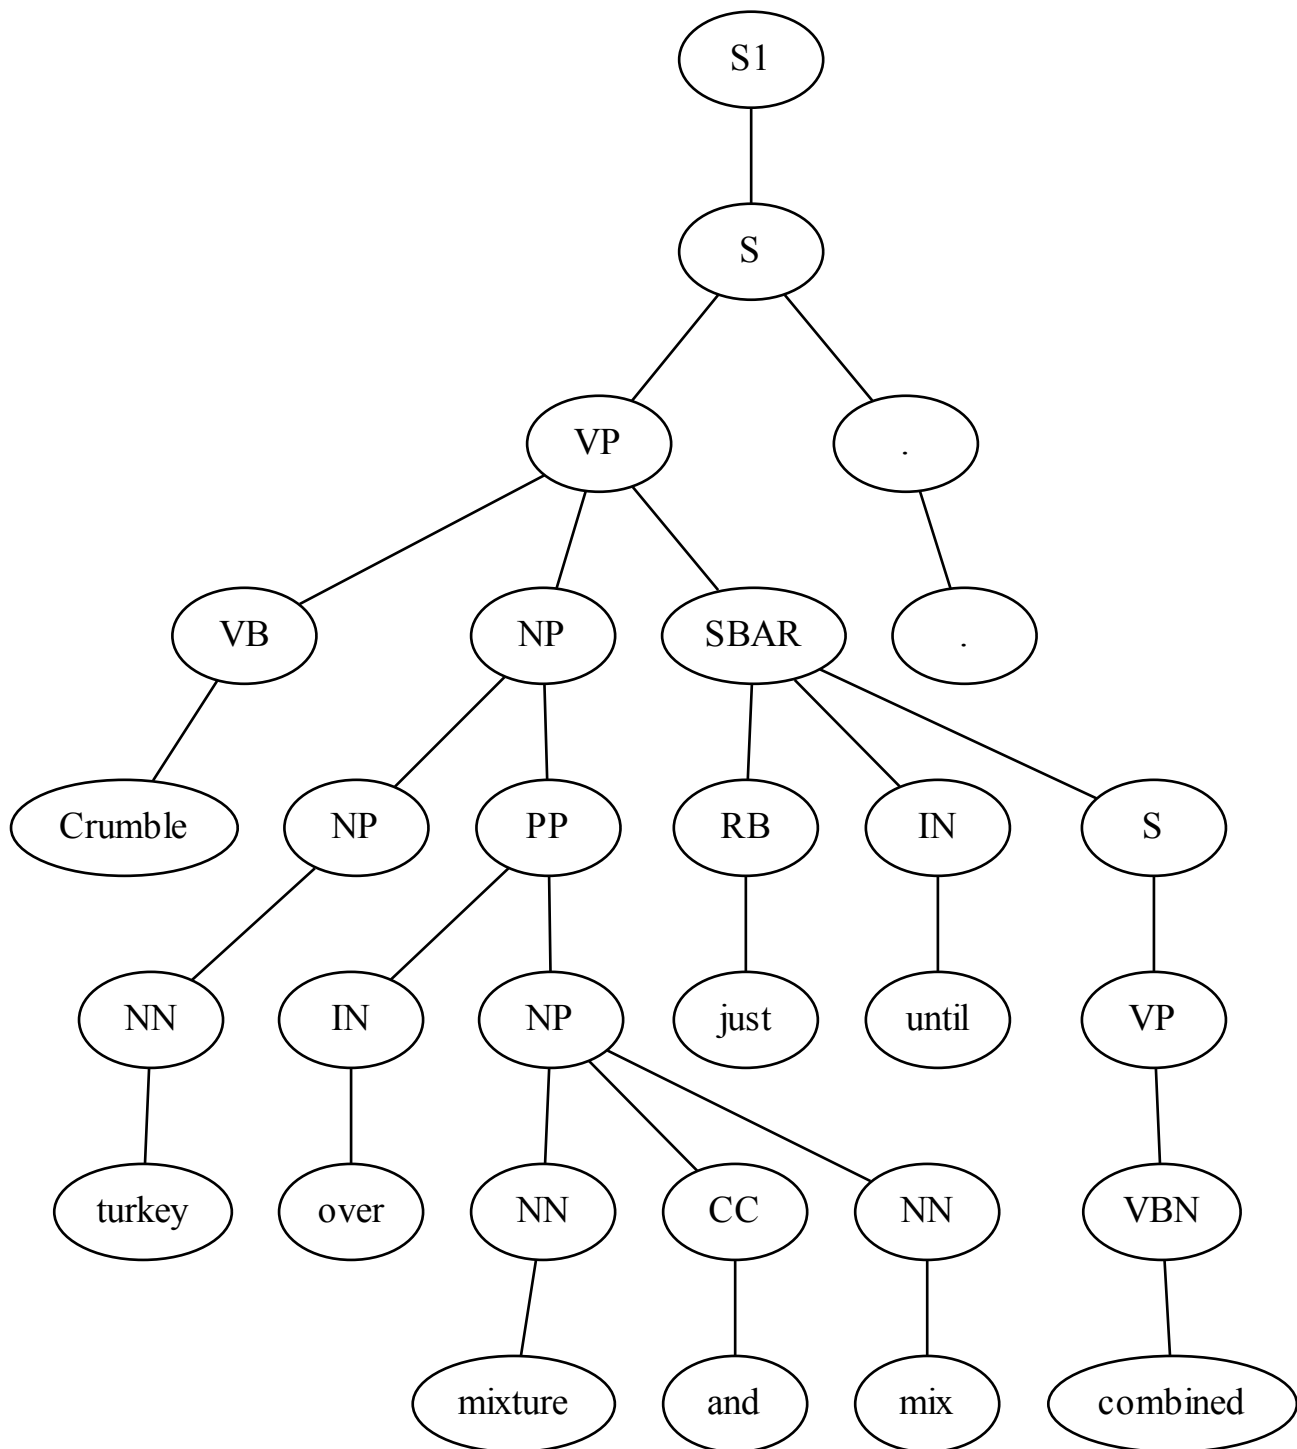 S1
S
VP .
VB NP SBAR .
Crumble NP PP RB IN S
NN IN NP just until VP
turkey over NN CC NN VBN
mixture and mix combined